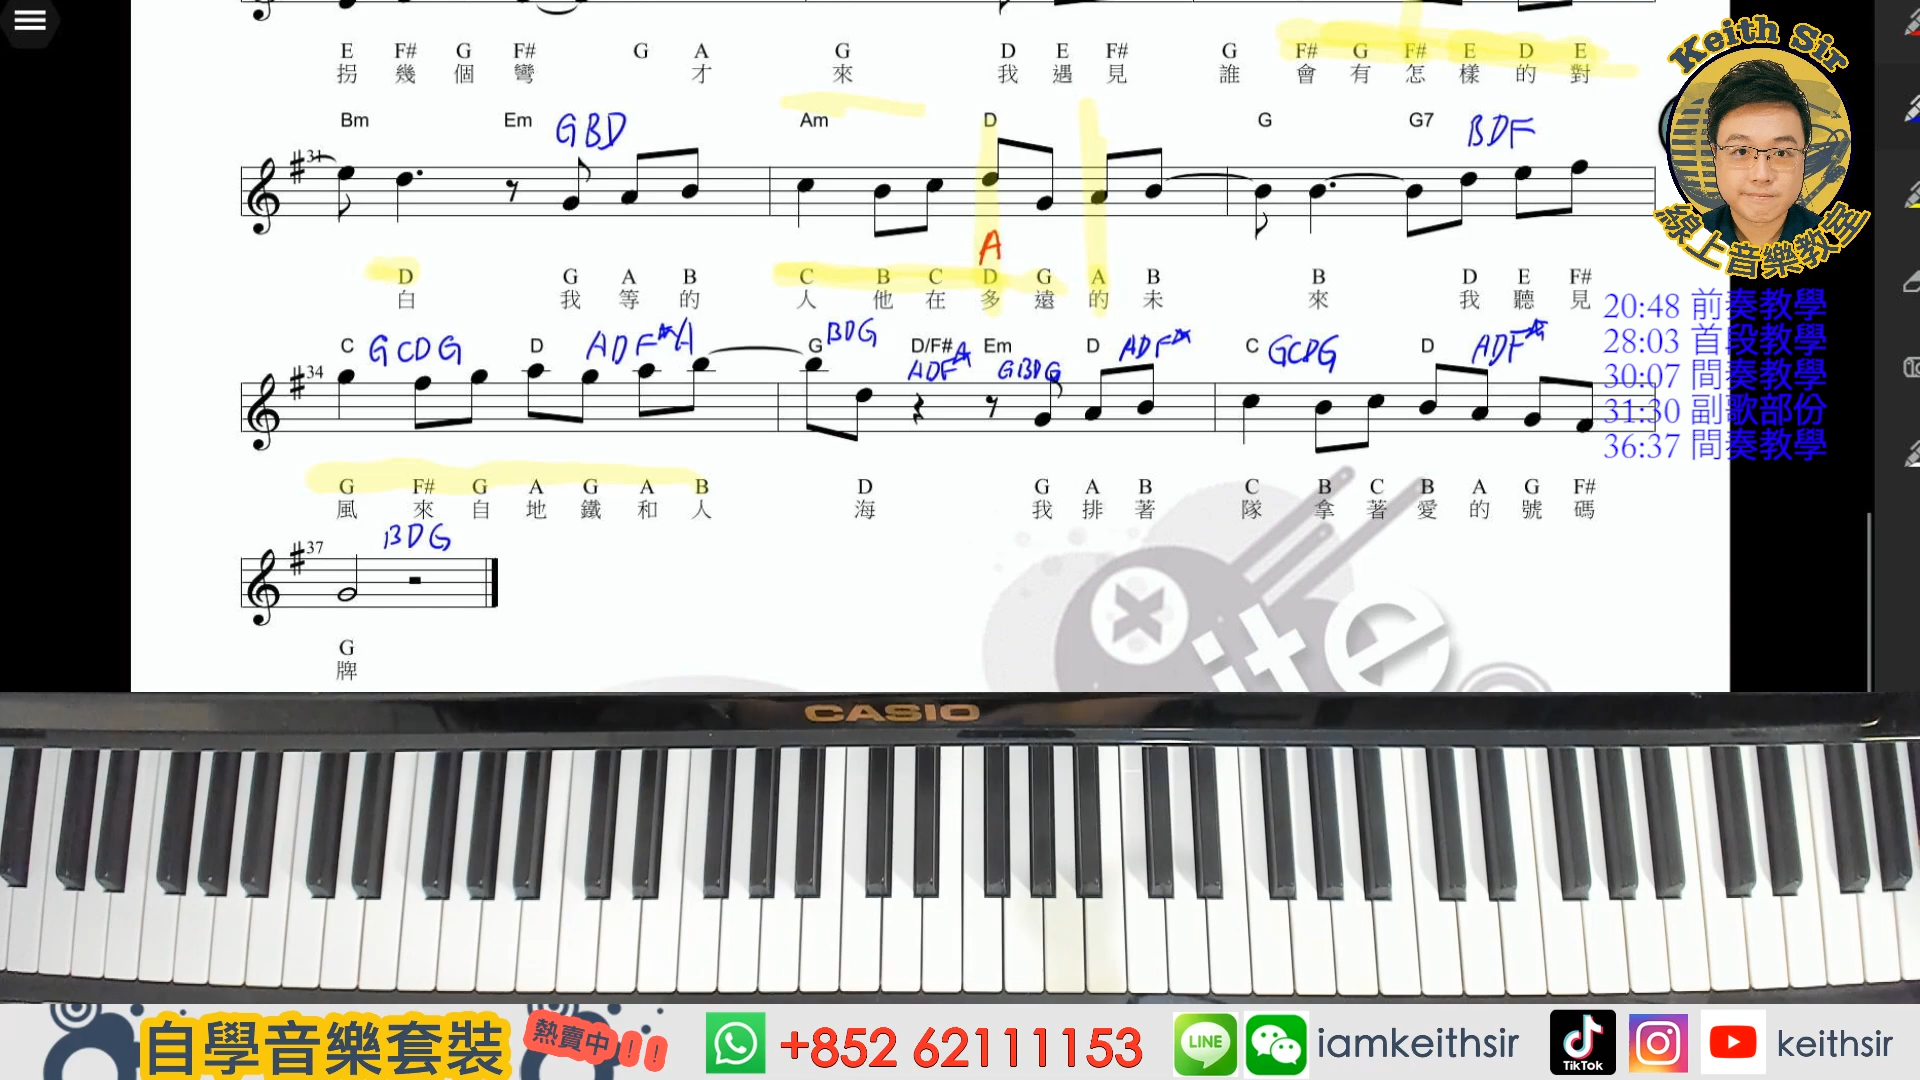 E F# G F# G A G D E F# G F# G F# E D E
拐 幾 個 彎 才 來 我 遇 見 誰 會 有 怎 樣 的 對
Keith Sir
線上音樂教室
Bm Em GBD Am D G G7 BDF
31
A
D G A B C B C D G A B B D E F#
白 我 等 的 人 他 在 多 遠 的 未 來 我 聽 見
20:48 前奏教學
28:03 首段教學
30:07 間奏教學
31:30 副歌部份
36:37 間奏教學
C GCDG D ADF#A G BDG D/F# ADF# Em GBDG D ADF# C GCDG D ADF#
34
G F# G A G A B D G A B C B C B A G F#
風 來 自 地 鐵 和 人 海 我 排 著 隊 拿 著 愛 的 號 碼
37 BDG
G
牌
ite
CASIO
自學音樂套裝 熱賣中!! +852 62111153 LINE iamkeithsir TikTok keithsir